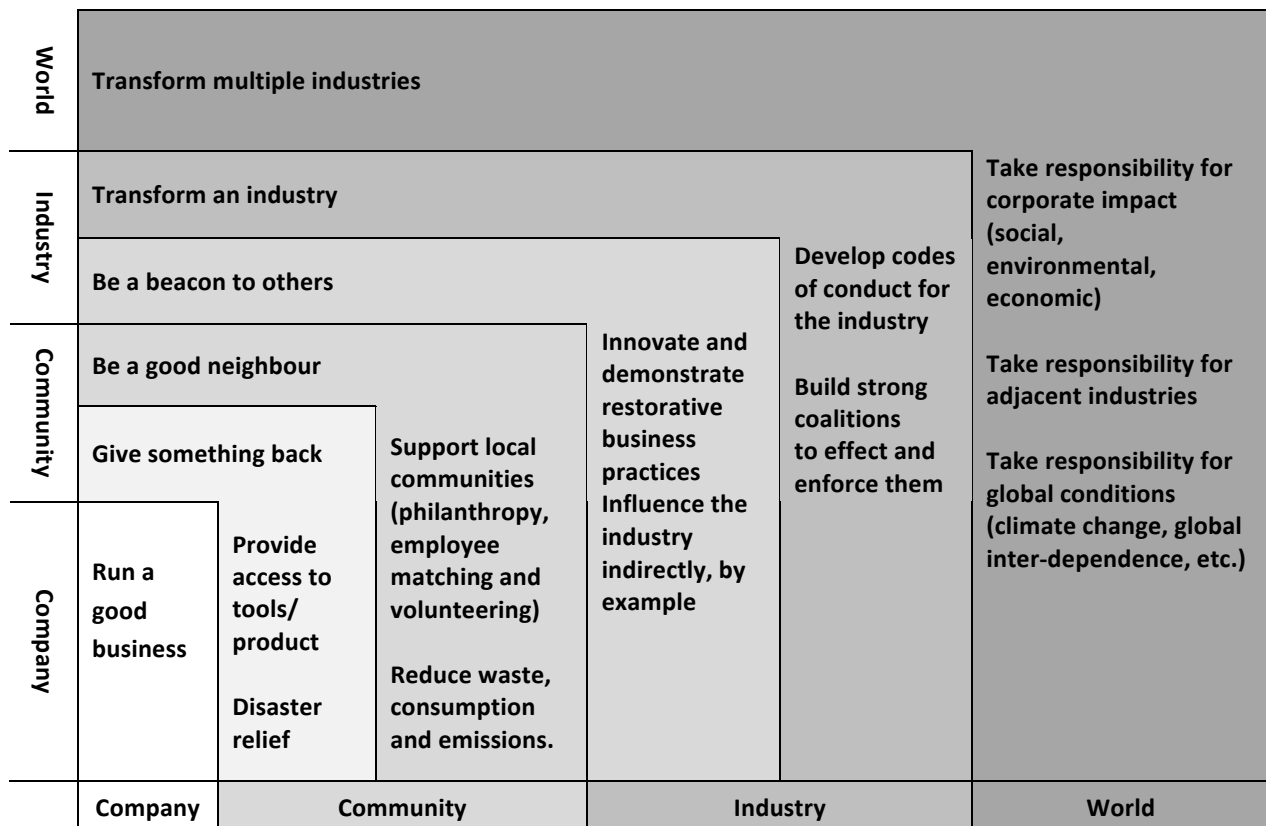 World
Transform multiple industries
Industry
Transform an industry
Be a beacon to others
Community
Be a good neighbour
Give something back
Company
Run a
good
business
Provide
access to
tools/
product
Disaster
relief
Support local
communities
(philanthropy,
employee
matching and
volunteering)
Reduce waste,
consumption
and emissions.
Innovate and
demonstrate
restorative
business
practices
Influence the
industry
indirectly, by
example
Develop codes
of conduct for
the industry
Build strong
coalitions
to effect and
enforce them
Take responsibility for
corporate impact
(social,
environmental,
economic)
Take responsibility for
adjacent industries
Take responsibility for
global conditions
(climate change, global
inter-dependence, etc.)
Company
Community
Industry
World